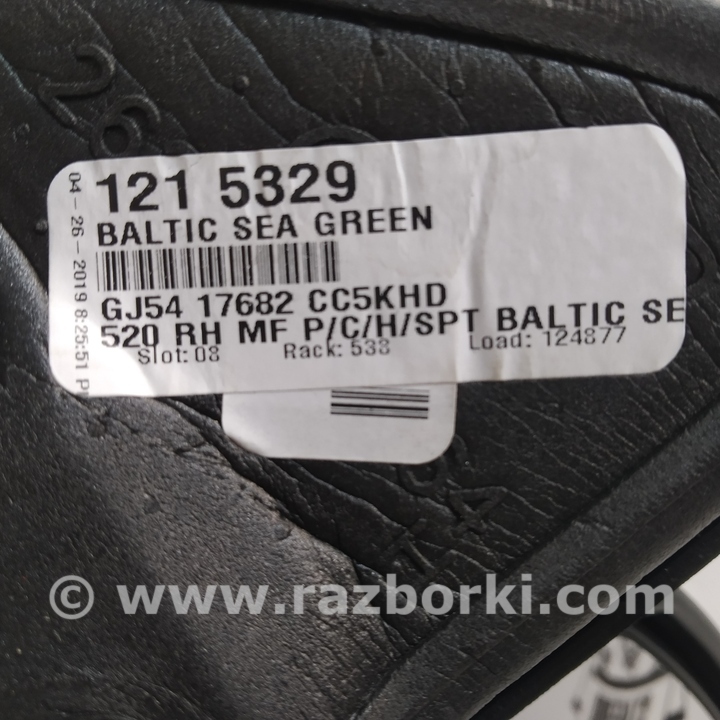 26
121 5329
BALTIC SEA GREEN
GJ54 17682 CC5KHD
520 RH MF P/C/H/SPT BALTIC SE
Slot: 08 Rack: 538 Load: 124877
04-26-2019 8:25:51 P
© www.razborki.com